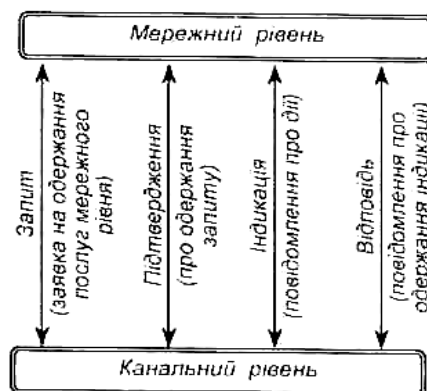 Мережний рівень
Запит
(заявка на одержання
послуг мережного
рівня)
Підтвердження
(про одержання
запиту)
Індикація
(повідомлення про дії)
Відповідь
(повідомлення про
одержання індикації)
Канальний рівень